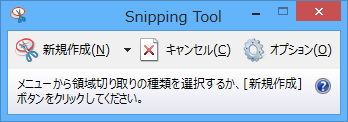 Snipping Tool
新規作成(N) キャンセル(C) オプション(O)
メニューから領域切り取りの種類を選択するか、[新規作成]
ボタンをクリックしてください。